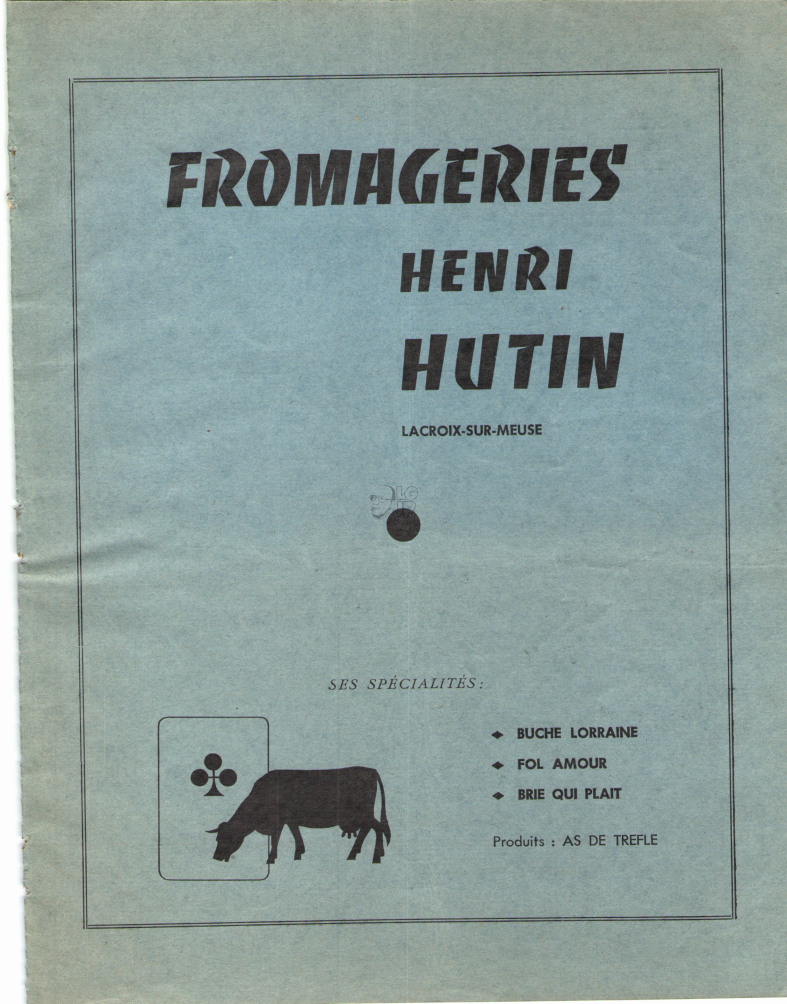 FROMAGERIES
HENRI
HUTIN
LACROIX-SUR-MEUSE
SES SPÉCIALITÉS :
BUCHE LORRAINE
FOL AMOUR
BRIE QUI PLAIT
Produits : AS DE TREFLE